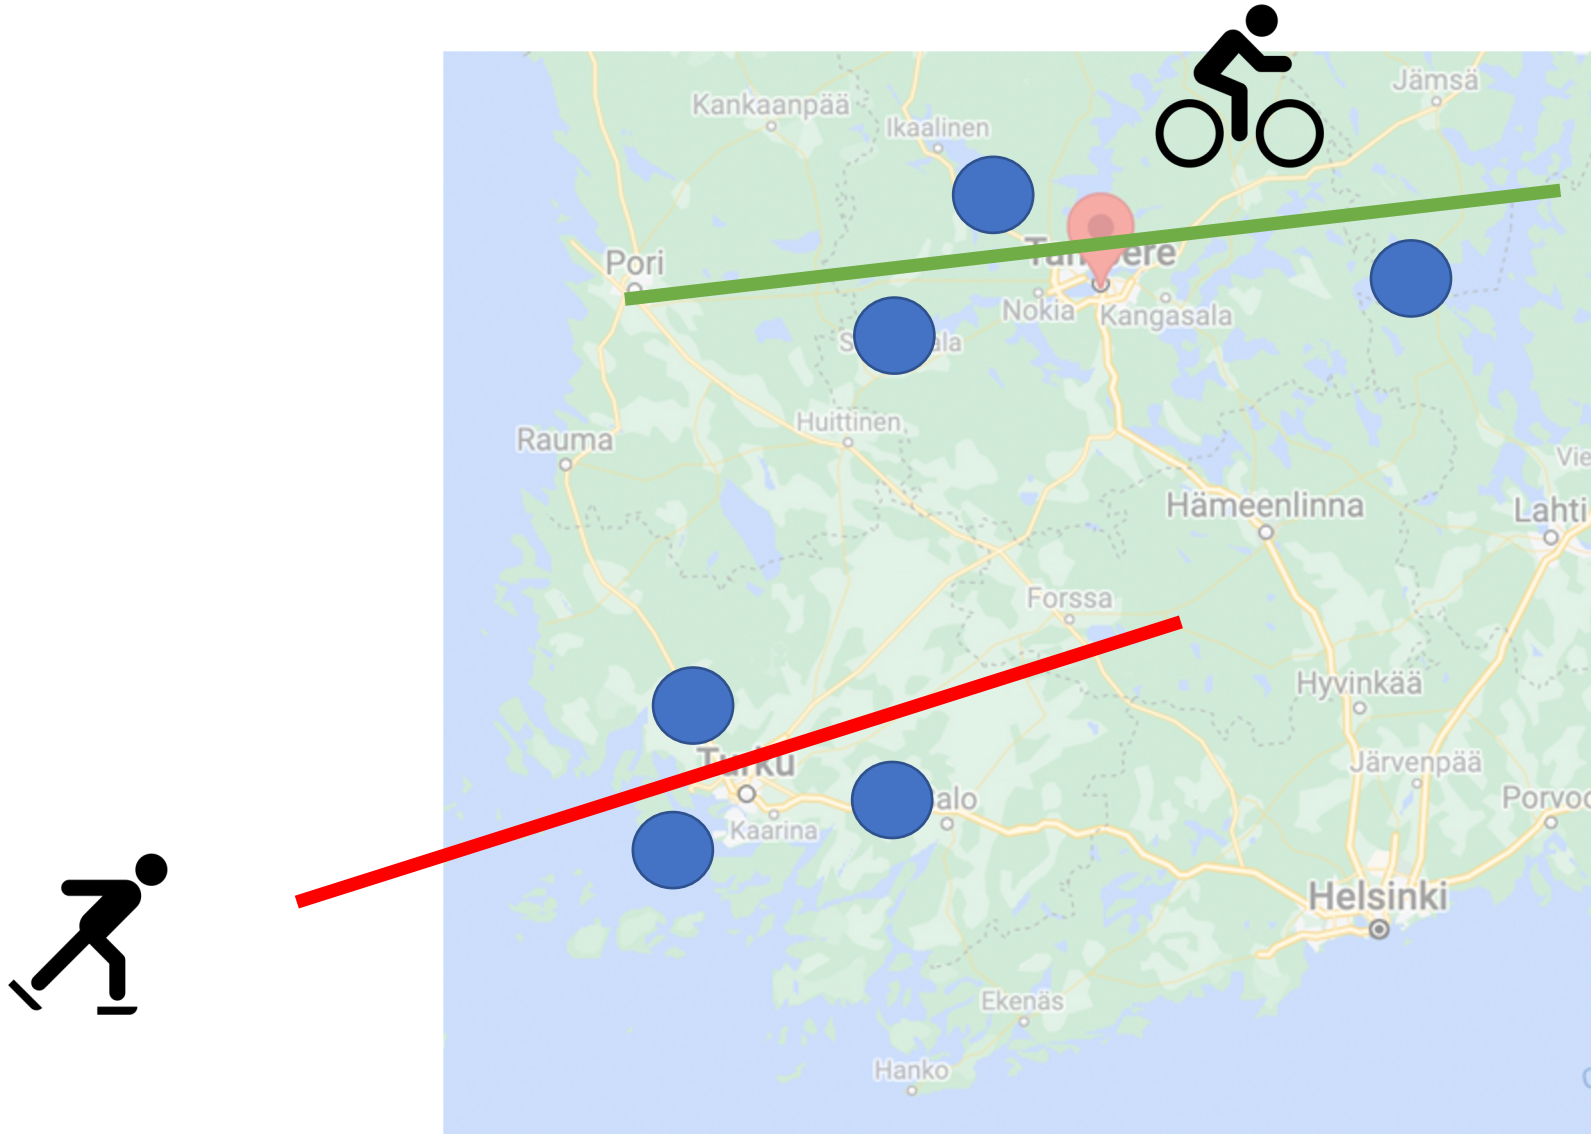 Jämsä
Kankaanpää
Ikaalinen
Pori
Nokia
Kangasala
Huittinen
Rauma
Hämeenlinna
Lahti
Forssa
Hyvinkää
Turku
Järvenpää
Kaarina
Helsinki
Ekenäs
Hanko